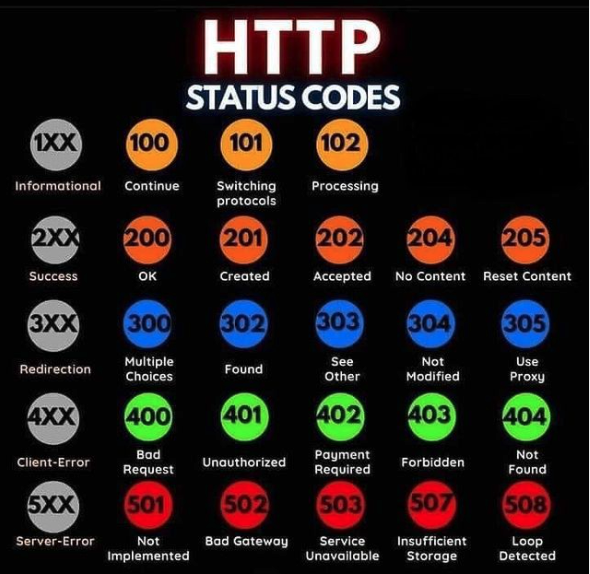 HTTP
STATUS CODES
1XX 100 101 102
Informational Continue Switching protocols Processing
2XX 200 201 202 204 205
Success OK Created Accepted No Content Reset Content
3XX 300 302 303 304 305
Redirection Multiple Choices Found See Other Not Modified Use Proxy
4XX 400 401 402 403 404
Client-Error Bad Request Unauthorized Payment Required Forbidden Not Found
5XX 501 502 503 507 508
Server-Error Not Implemented Bad Gateway Service Unavailable Insufficient Storage Loop Detected